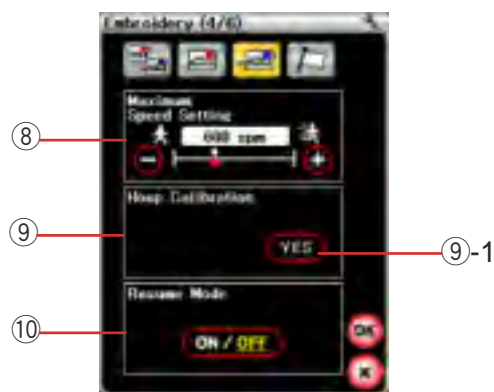 Embroidery (4/6)
Maximum
Speed Setting
⑧
600 spm
Hoop Calibration
⑨
YES
⑨-1
Resume Mode
⑩
ON / OFF
OK
X